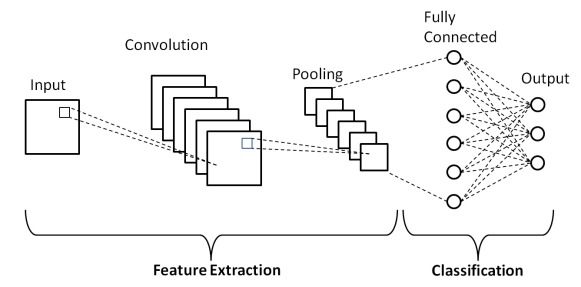 Fully
Connected
Convolution
Pooling
Output
Input
Feature Extraction
Classification